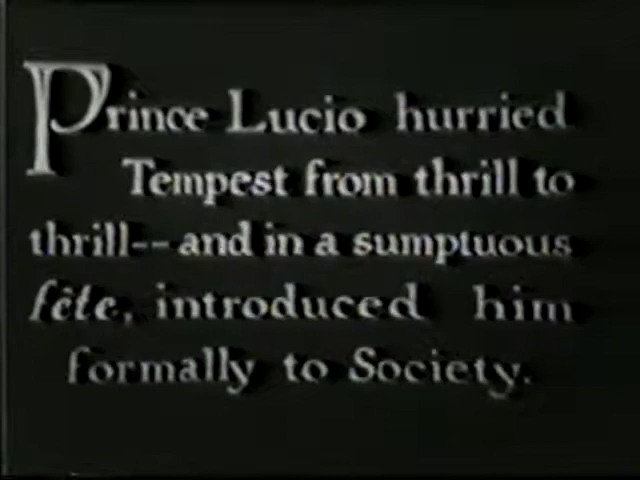 Prince Lucio hurried
Tempest from thrill to
thrill--and in a sumptuous
fête, introduced him
formally to Society.